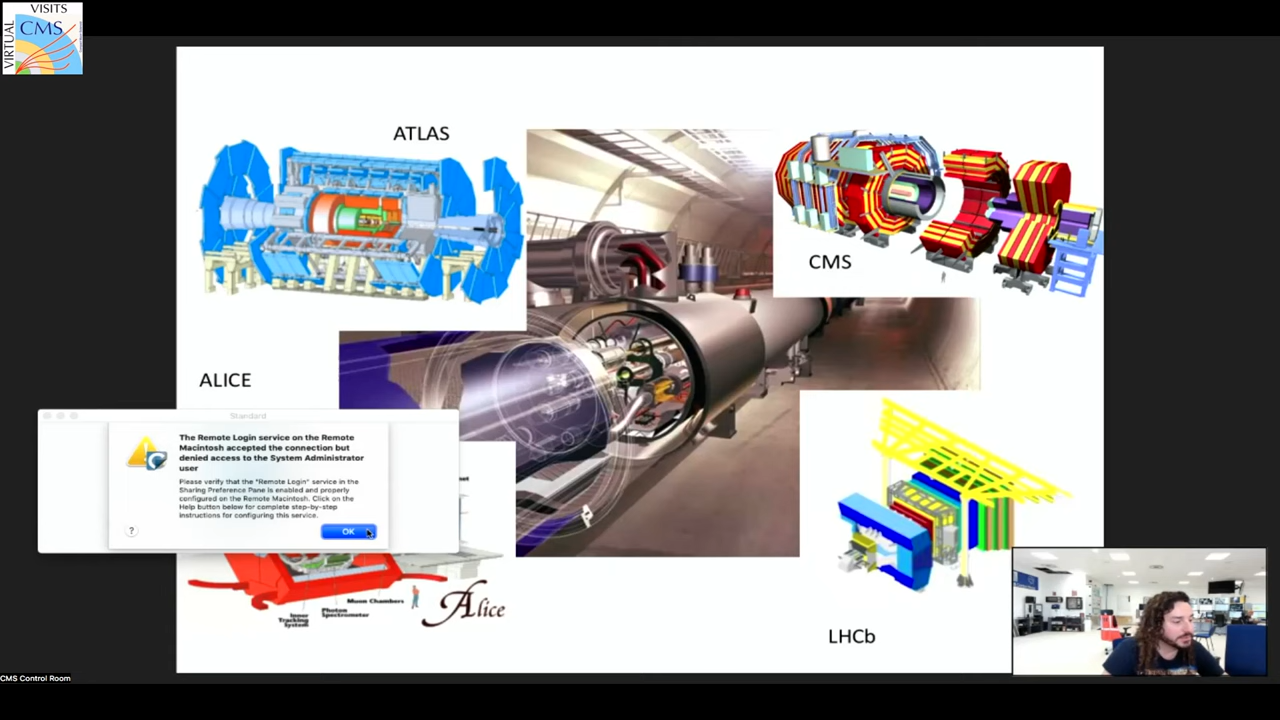 VISITS
VIRTUAL
CMS
ATLAS
CMS
ALICE
Standard
The Remote Login service on the Remote
Macintosh accepted the connection but
denied access to the System Administrator
user
Please verify that the "Remote Login" service in the
Sharing Preference Pane is enabled and properly
configured on the Remote Macintosh. Click on the
Help button below for complete step-by-step
instructions for configuring this service.
?
OK
Muon Chambers
Photon
Spectrometer
Inner
Tracking
System
Alice
LHCb
CMS Control Room